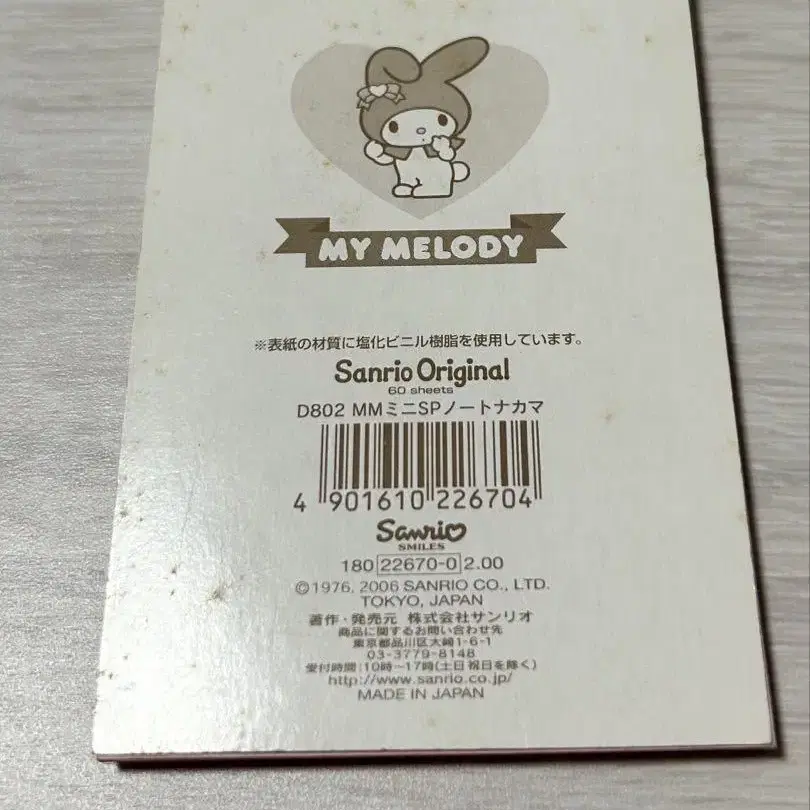 MY MELODY
※表紙の材質に塩化ビニル樹脂を使用しています。
Sanrio Original
60 sheets
D802 MMミニSPノートナカマ
4 901610 226704
Sanrio
SMILES
180 22670-0 2.00
©1976, 2006 SANRIO CO., LTD.
TOKYO, JAPAN
著作・発売元 株式会社サンリオ
商品に関するお問い合わせ先
東京都品川区大崎1-6-1
03-3779-8148
受付時間:10時~17時(土日祝日を除く)
http://www.sanrio.co.jp/
MADE IN JAPAN